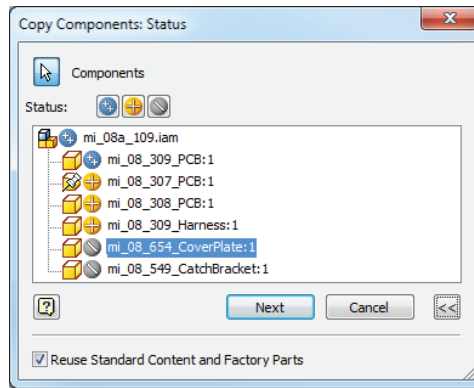 Copy Components: Status
Components
Status:
mi_08a_109.iam
mi_08_309_PCB:1
mi_08_307_PCB:1
mi_08_308_PCB:1
mi_08_309_Harness:1
mi_08_654_CoverPlate:1
mi_08_549_CatchBracket:1
? Next Cancel <<
Reuse Standard Content and Factory Parts